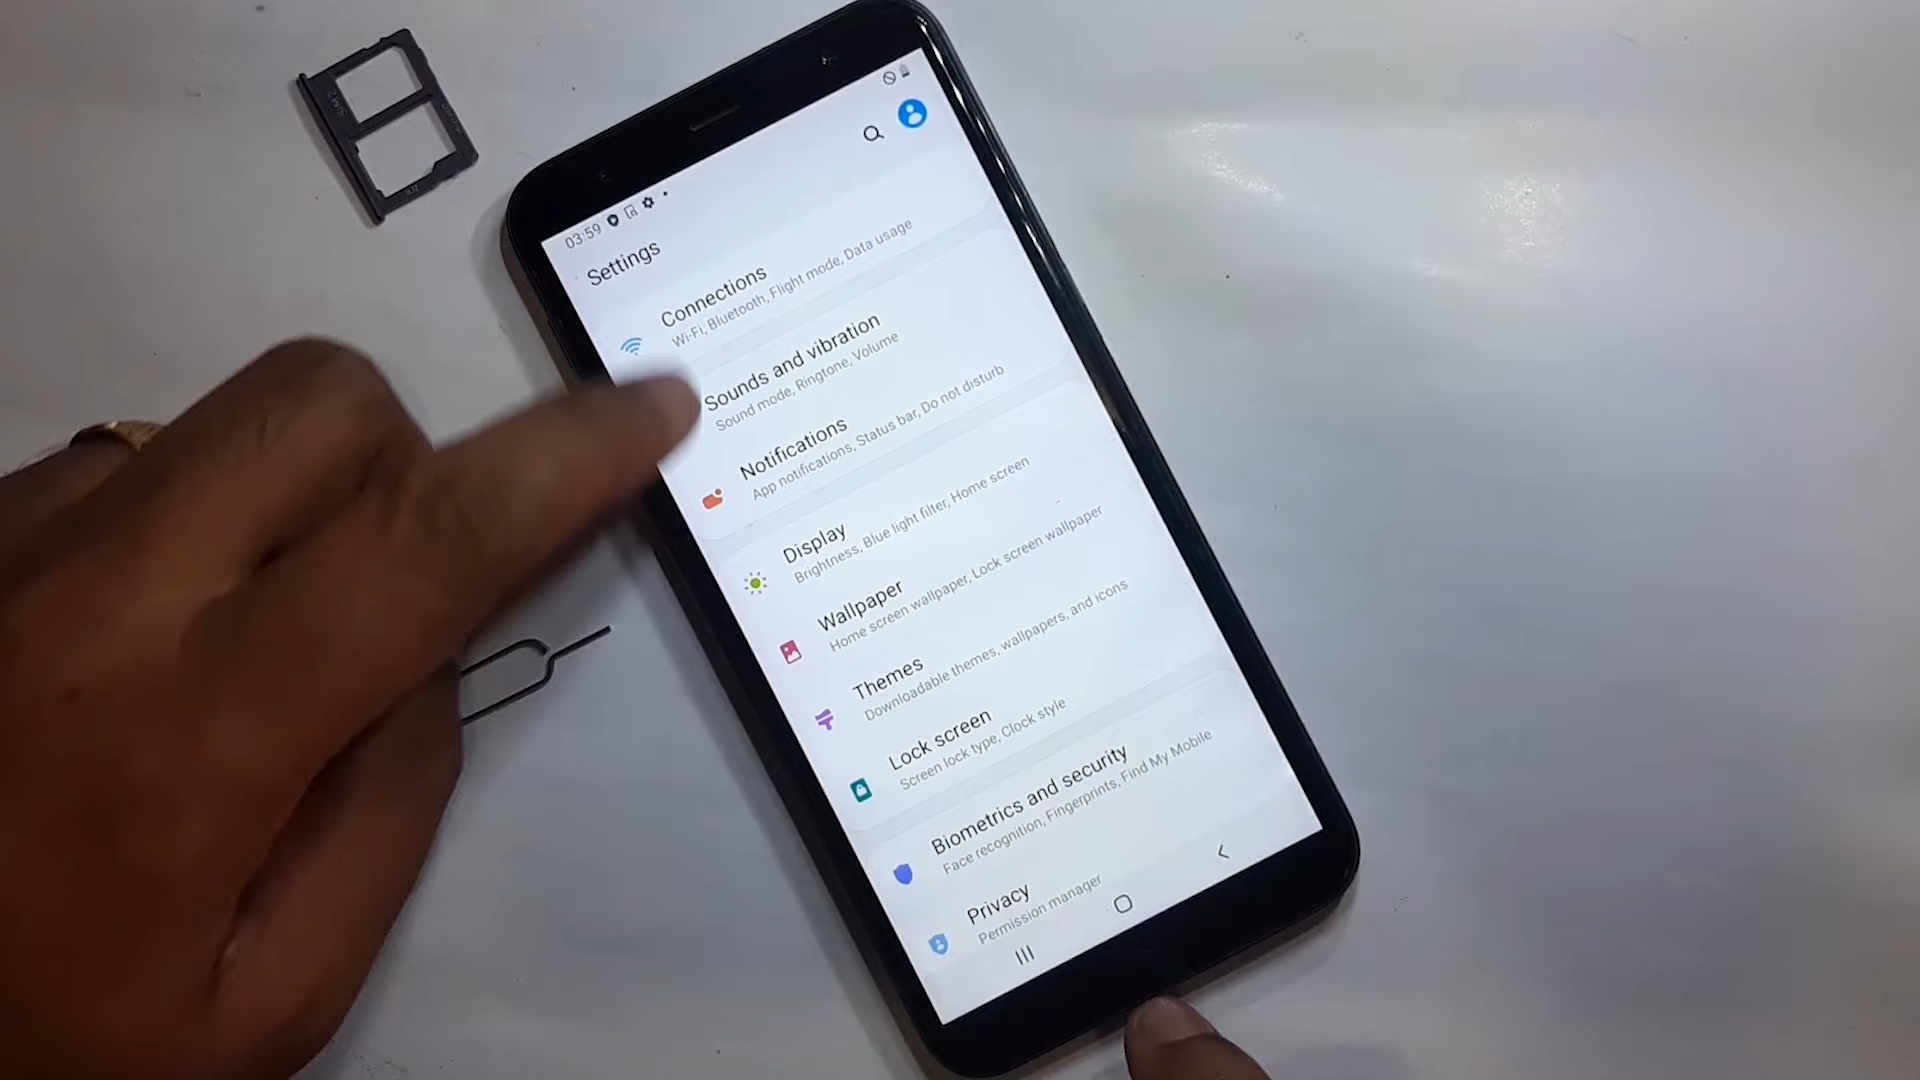 SIM 2
03:59
Settings
Connections
Wi-Fi, Bluetooth, Flight mode, Data usage
Sounds and vibration
Sound mode, Ringtone, Volume
Notifications
App notifications, Status bar, Do not disturb
Display
Brightness, Blue light filter, Home screen
Wallpaper
Home screen wallpaper, Lock screen wallpaper
Themes
Downloadable themes, wallpapers, and icons
Lock screen
Screen lock type, Clock style
Biometrics and security
Face recognition, Fingerprints, Find My Mobile
Privacy
Permission manager